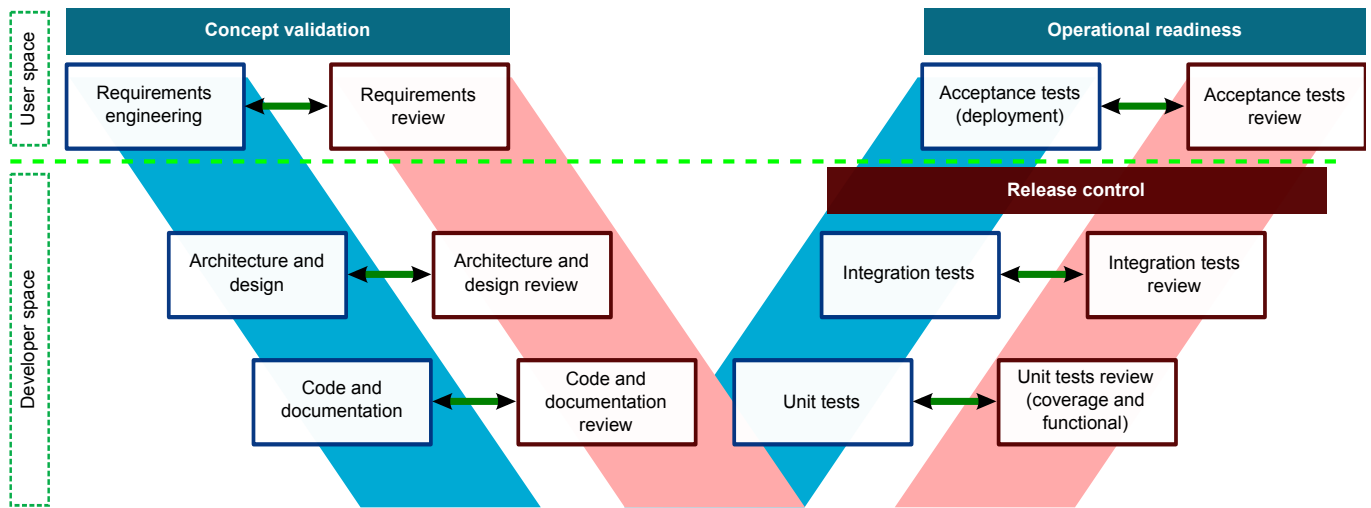 User space
Concept validation
Operational readiness
Requirements
engineering
Requirements
review
Acceptance tests
(deployment)
Acceptance tests
review
Developer space
Release control
Architecture and
design
Architecture and
design review
Integration tests
Integration tests
review
Code and
documentation
Code and
documentation
review
Unit tests
Unit tests review
(coverage and
functional)